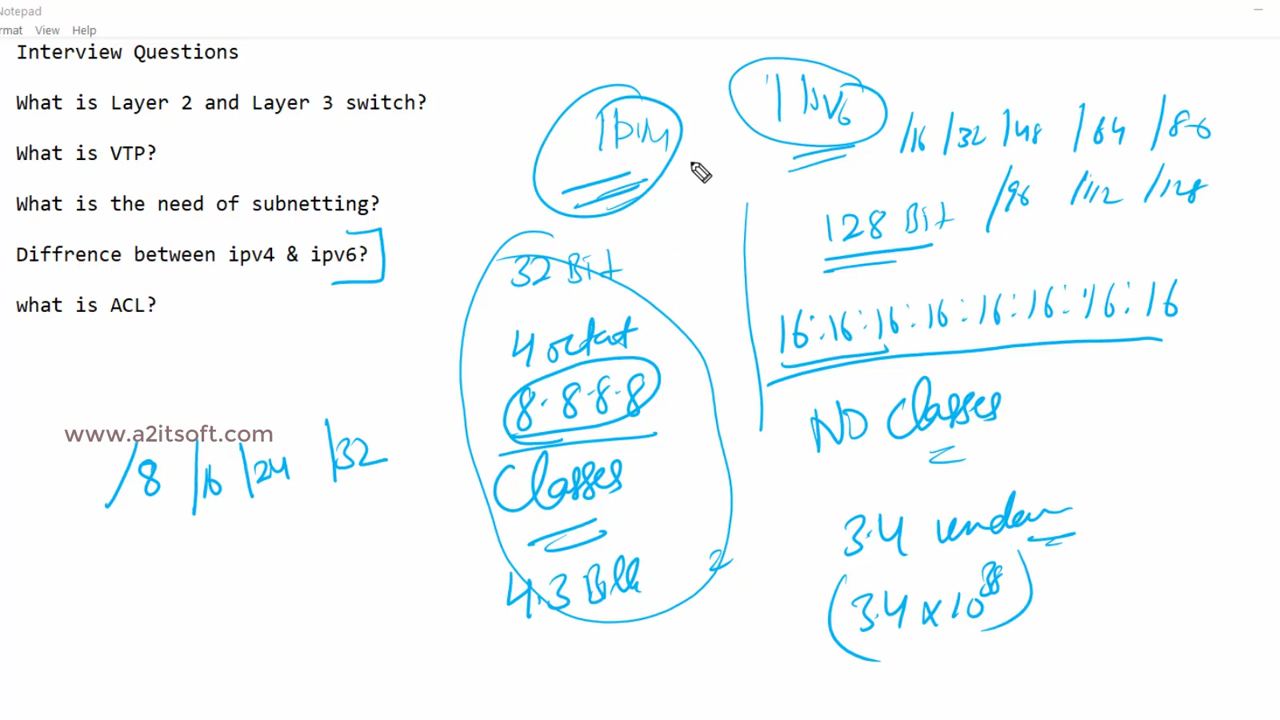 Notepad
rmat View Help
Interview Questions
What is Layer 2 and Layer 3 switch?
What is VTP?
What is the need of subnetting?
Diffrence between ipv4 & ipv6?
what is ACL?
www.a2itsoft.com
/8 /16 /24 /32
IPv4
32 Bit
4 octat
8.8.8.8
Classes
4.3 Bill
IPv6
/16 /32 /48 /64 /80
/96 /112 /128
128 Bit
16:16:16:16:16:16:16:16
NO Classes
3.4
(3.4 x 10^38)